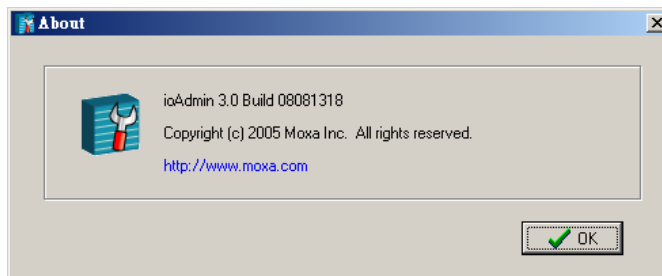 About
ioAdmin 3.0 Build 08081318
Copyright (c) 2005 Moxa Inc.  All rights reserved.
http://www.moxa.com
OK